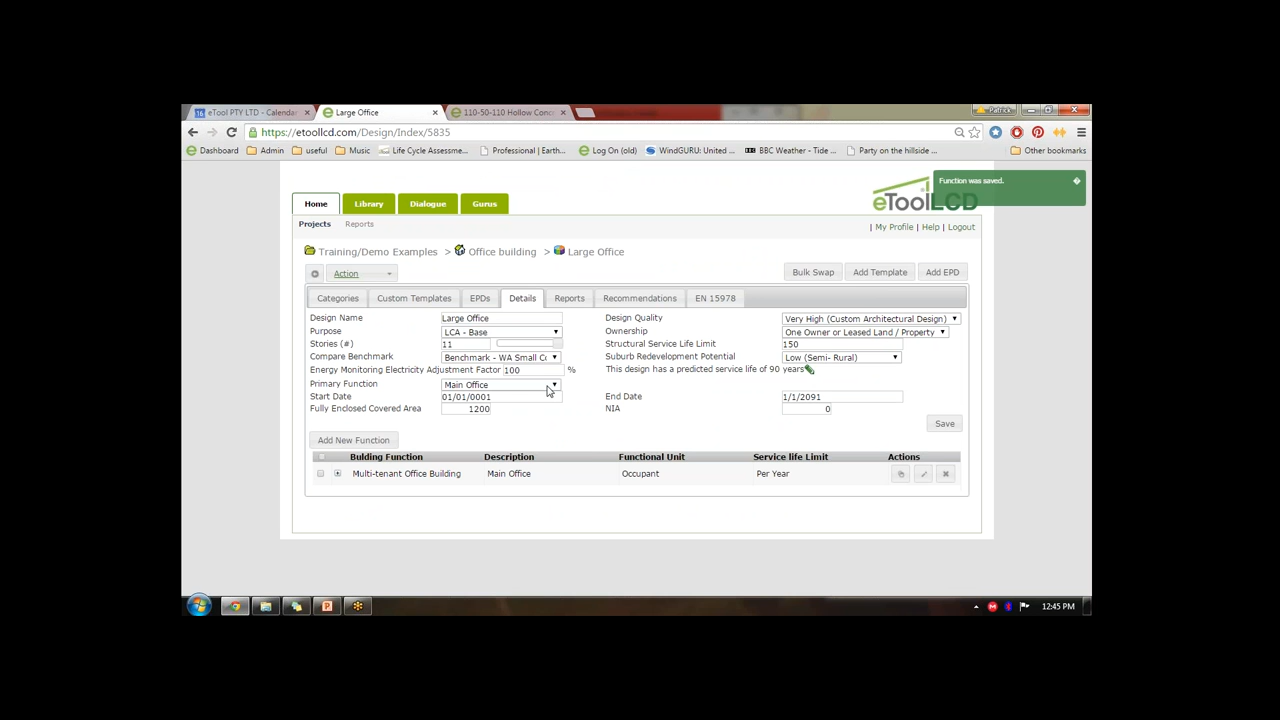 eTool PTY LTD - Calendar
Large Office
110-50-110 Hollow Conc
Patrick
https://etoollcd.com/Design/Index/5835
Dashboard
Admin
useful
Music
Life Cycle Assessme...
Professional | Earth...
Log On (old)
WindGURU: United ...
BBC Weather - Tide ...
Party on the hillside ...
Other bookmarks
Function was saved.
eToolLCD
Home
Library
Dialogue
Gurus
Projects
Reports
| My Profile | Help | Logout
Training/Demo Examples > Office building > Large Office
Action
Bulk Swap
Add Template
Add EPD
Categories
Custom Templates
EPDs
Details
Reports
Recommendations
EN 15978
Design Name Large Office Design Quality Very High (Custom Architectural Design)
Purpose LCA - Base Ownership One Owner or Leased Land / Property
Stories (#) 11 Structural Service Life Limit 150
Compare Benchmark Benchmark - WA Small Cc Suburb Redevelopment Potential Low (Semi- Rural)
Energy Monitoring Electricity Adjustment Factor 100 % This design has a predicted service life of 90 years
Primary Function Main Office
Start Date 01/01/0001 End Date 1/1/2091
Fully Enclosed Covered Area 1200 NIA 0
Save
Add New Function
Bulding Function Description Functional Unit Service life Limit Actions
Multi-tenant Office Building Main Office Occupant Per Year
12:45 PM